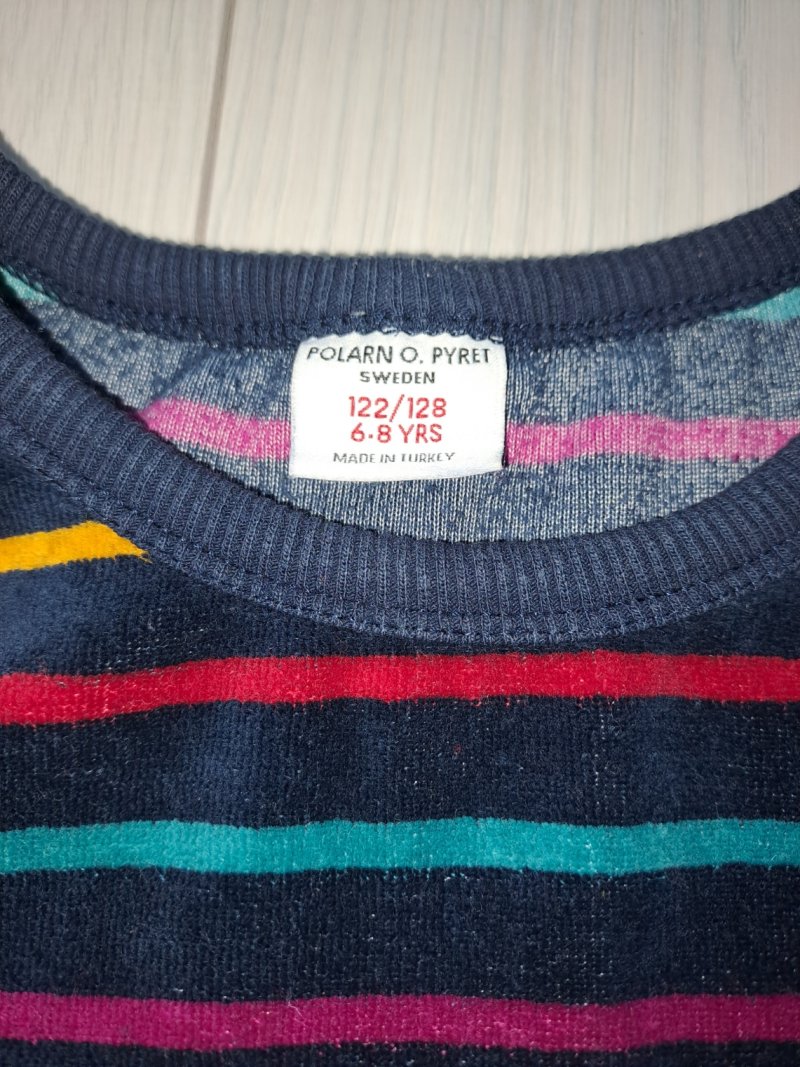 POLARN O. PYRET
SWEDEN
122/128
6-8 YRS
MADE IN TURKEY